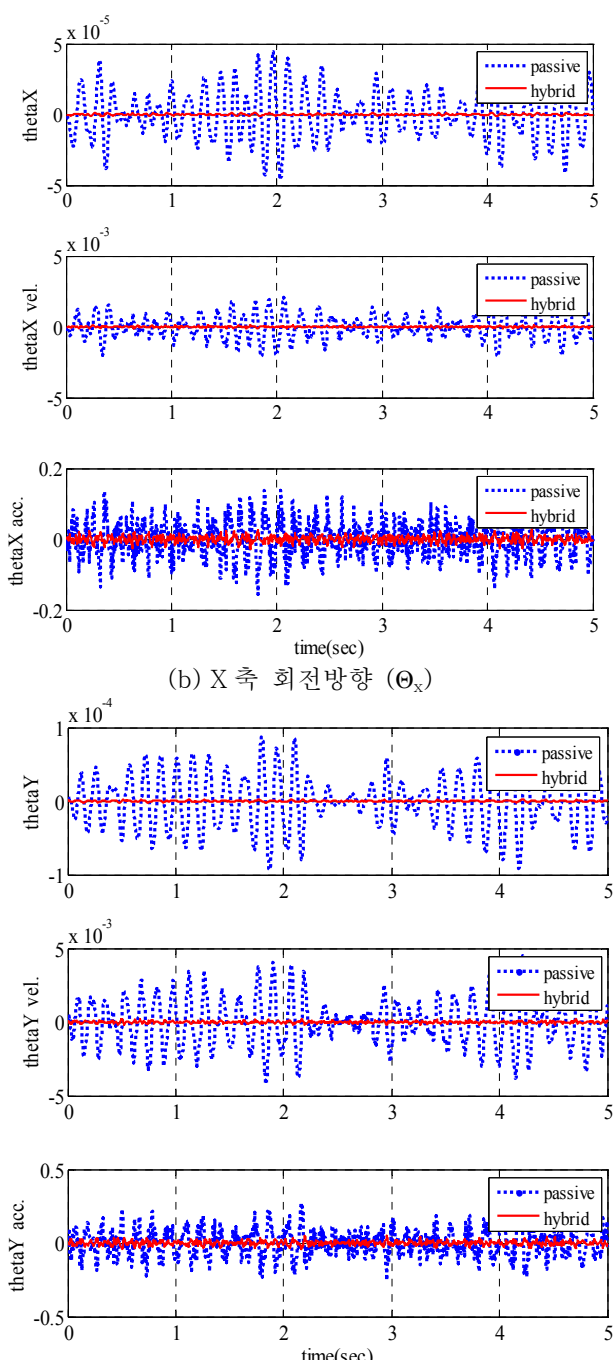 x 10⁻⁵
5
passive
hybrid
thetaX
0
-5
0 1 2 3 4 5
x 10⁻³
5
passive
hybrid
thetaX vel.
0
-5
0 1 2 3 4 5
0.2
passive
hybrid
thetaX acc.
0
-0.2
0 1 2 3 4 5
time(sec)
(b) X 축 회전방향 (Θₓ)
x 10⁻⁴
1
passive
hybrid
thetaY
0
-1
0 1 2 3 4 5
x 10⁻³
5
passive
hybrid
thetaY vel.
0
-5
0 1 2 3 4 5
0.5
passive
hybrid
thetaY acc.
0
-0.5
0 1 2 3 4 5
time(sec)